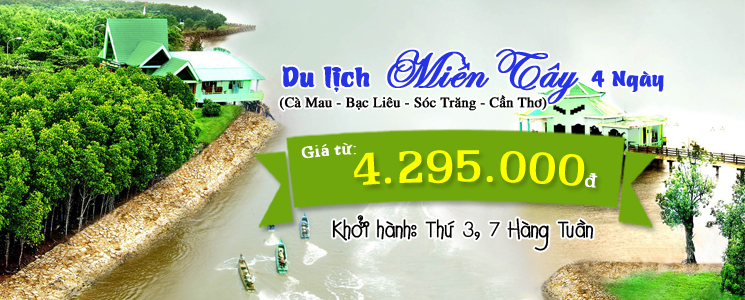 Du lịch Miền Tây 4 Ngày
(Cà Mau - Bạc Liêu - Sóc Trăng - Cần Thơ)
Giá từ:
4.295.000đ
Khởi hành: Thứ 3, 7 Hàng Tuần